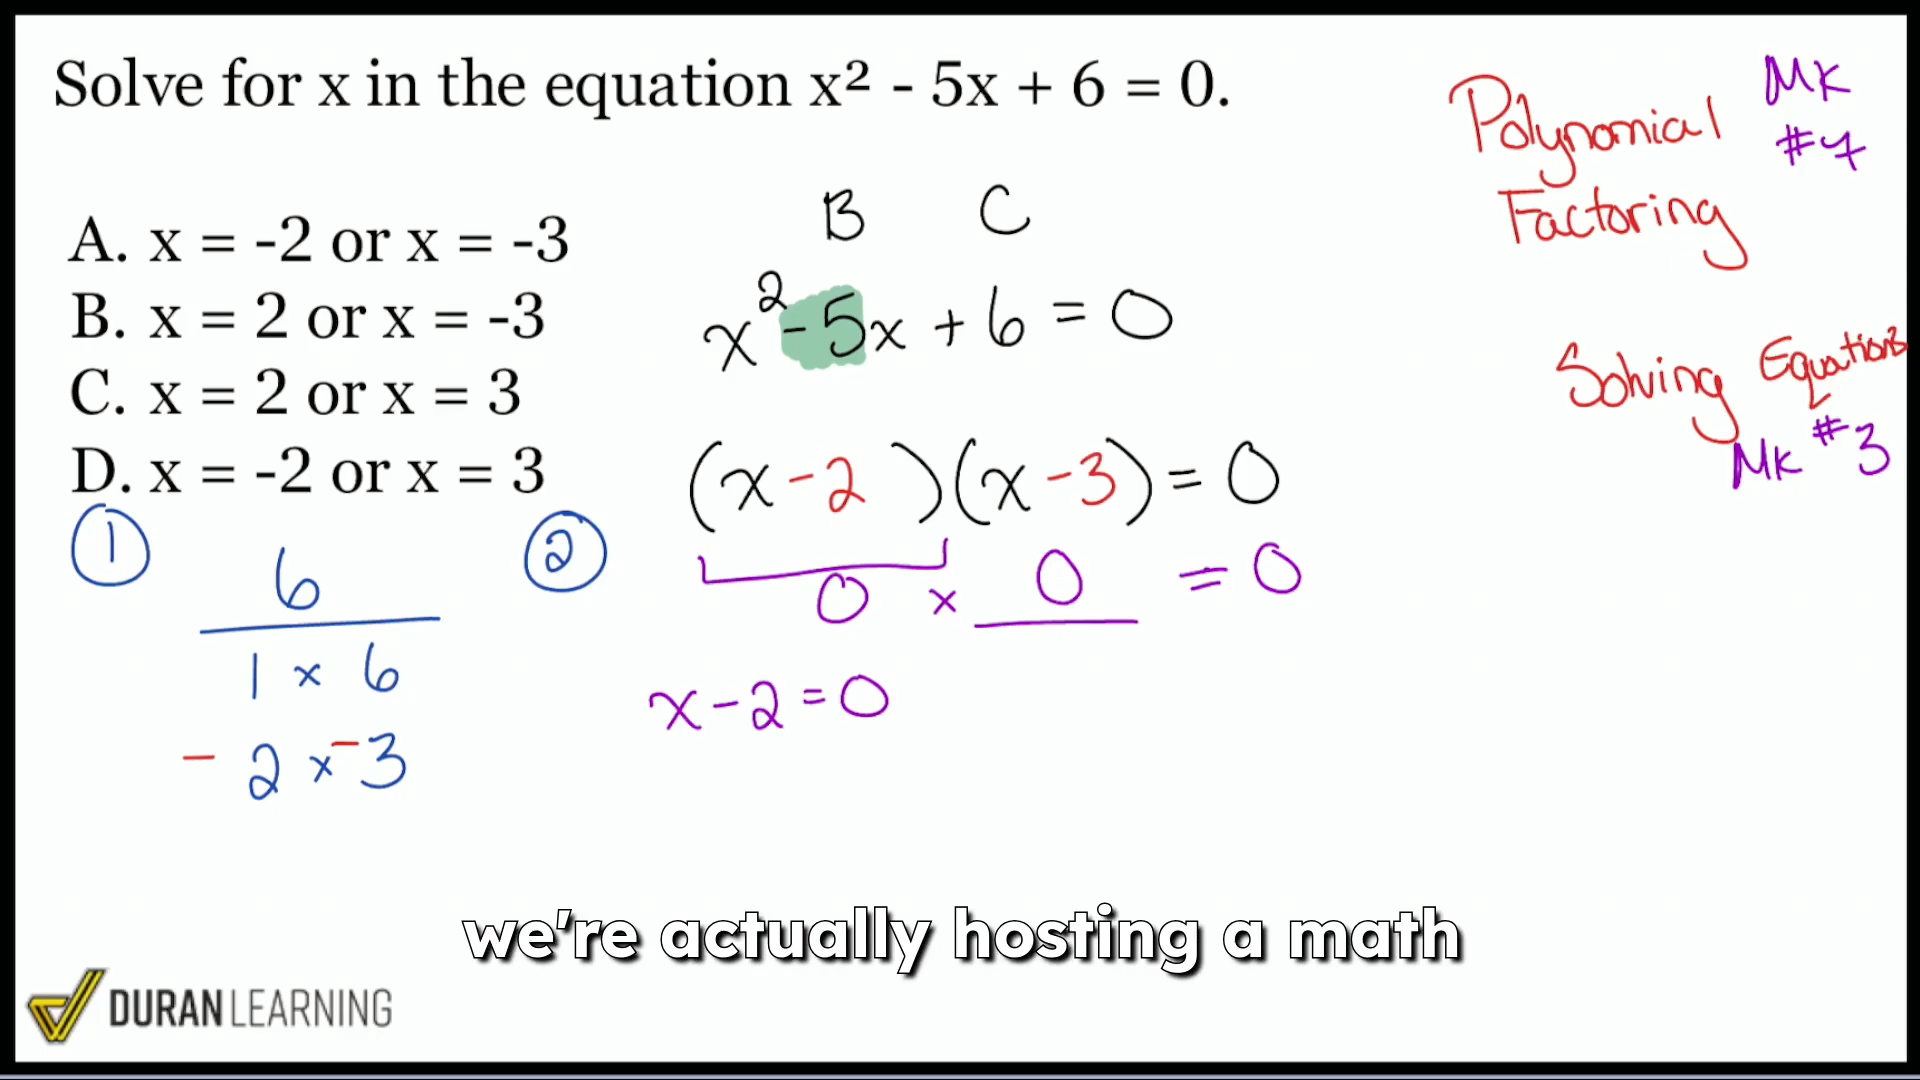 Solve for x in the equation x² - 5x + 6 = 0.
A. x = -2 or x = -3
B. x = 2 or x = -3
C. x = 2 or x = 3
D. x = -2 or x = 3
B C
x² -5x + 6 = 0
(x -2 )(x -3) = 0
0 x 0 = 0
x - 2 = 0
1
6
1 x 6
- 2 x -3
2
Polynomial
Factoring
MK
#4
Solving Equations
MK #3
we're actually hosting a math
DURAN LEARNING